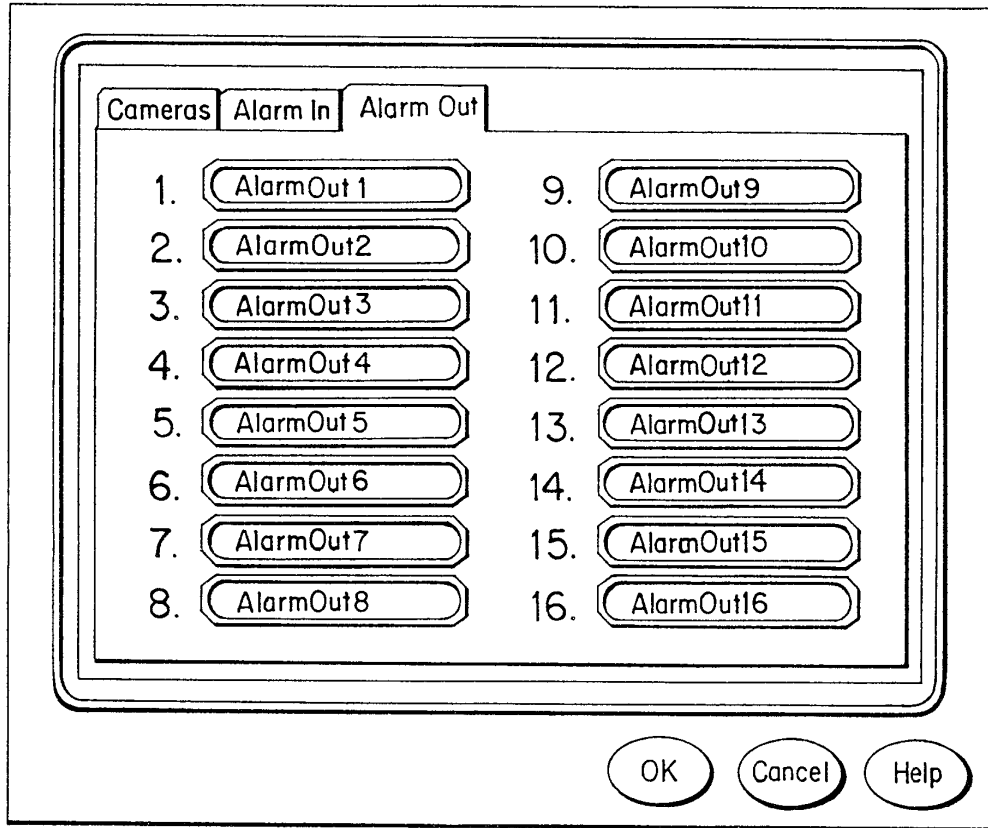 Cameras Alarm In Alarm Out
1. AlarmOut 1
2. AlarmOut2
3. AlarmOut3
4. AlarmOut4
5. AlarmOut5
6. AlarmOut6
7. AlarmOut7
8. AlarmOut8
9. AlarmOut9
10. AlarmOut10
11. AlarmOut11
12. AlarmOut12
13. AlarmOut13
14. AlarmOut14
15. AlarmOut15
16. AlarmOut16
OK Cancel Help